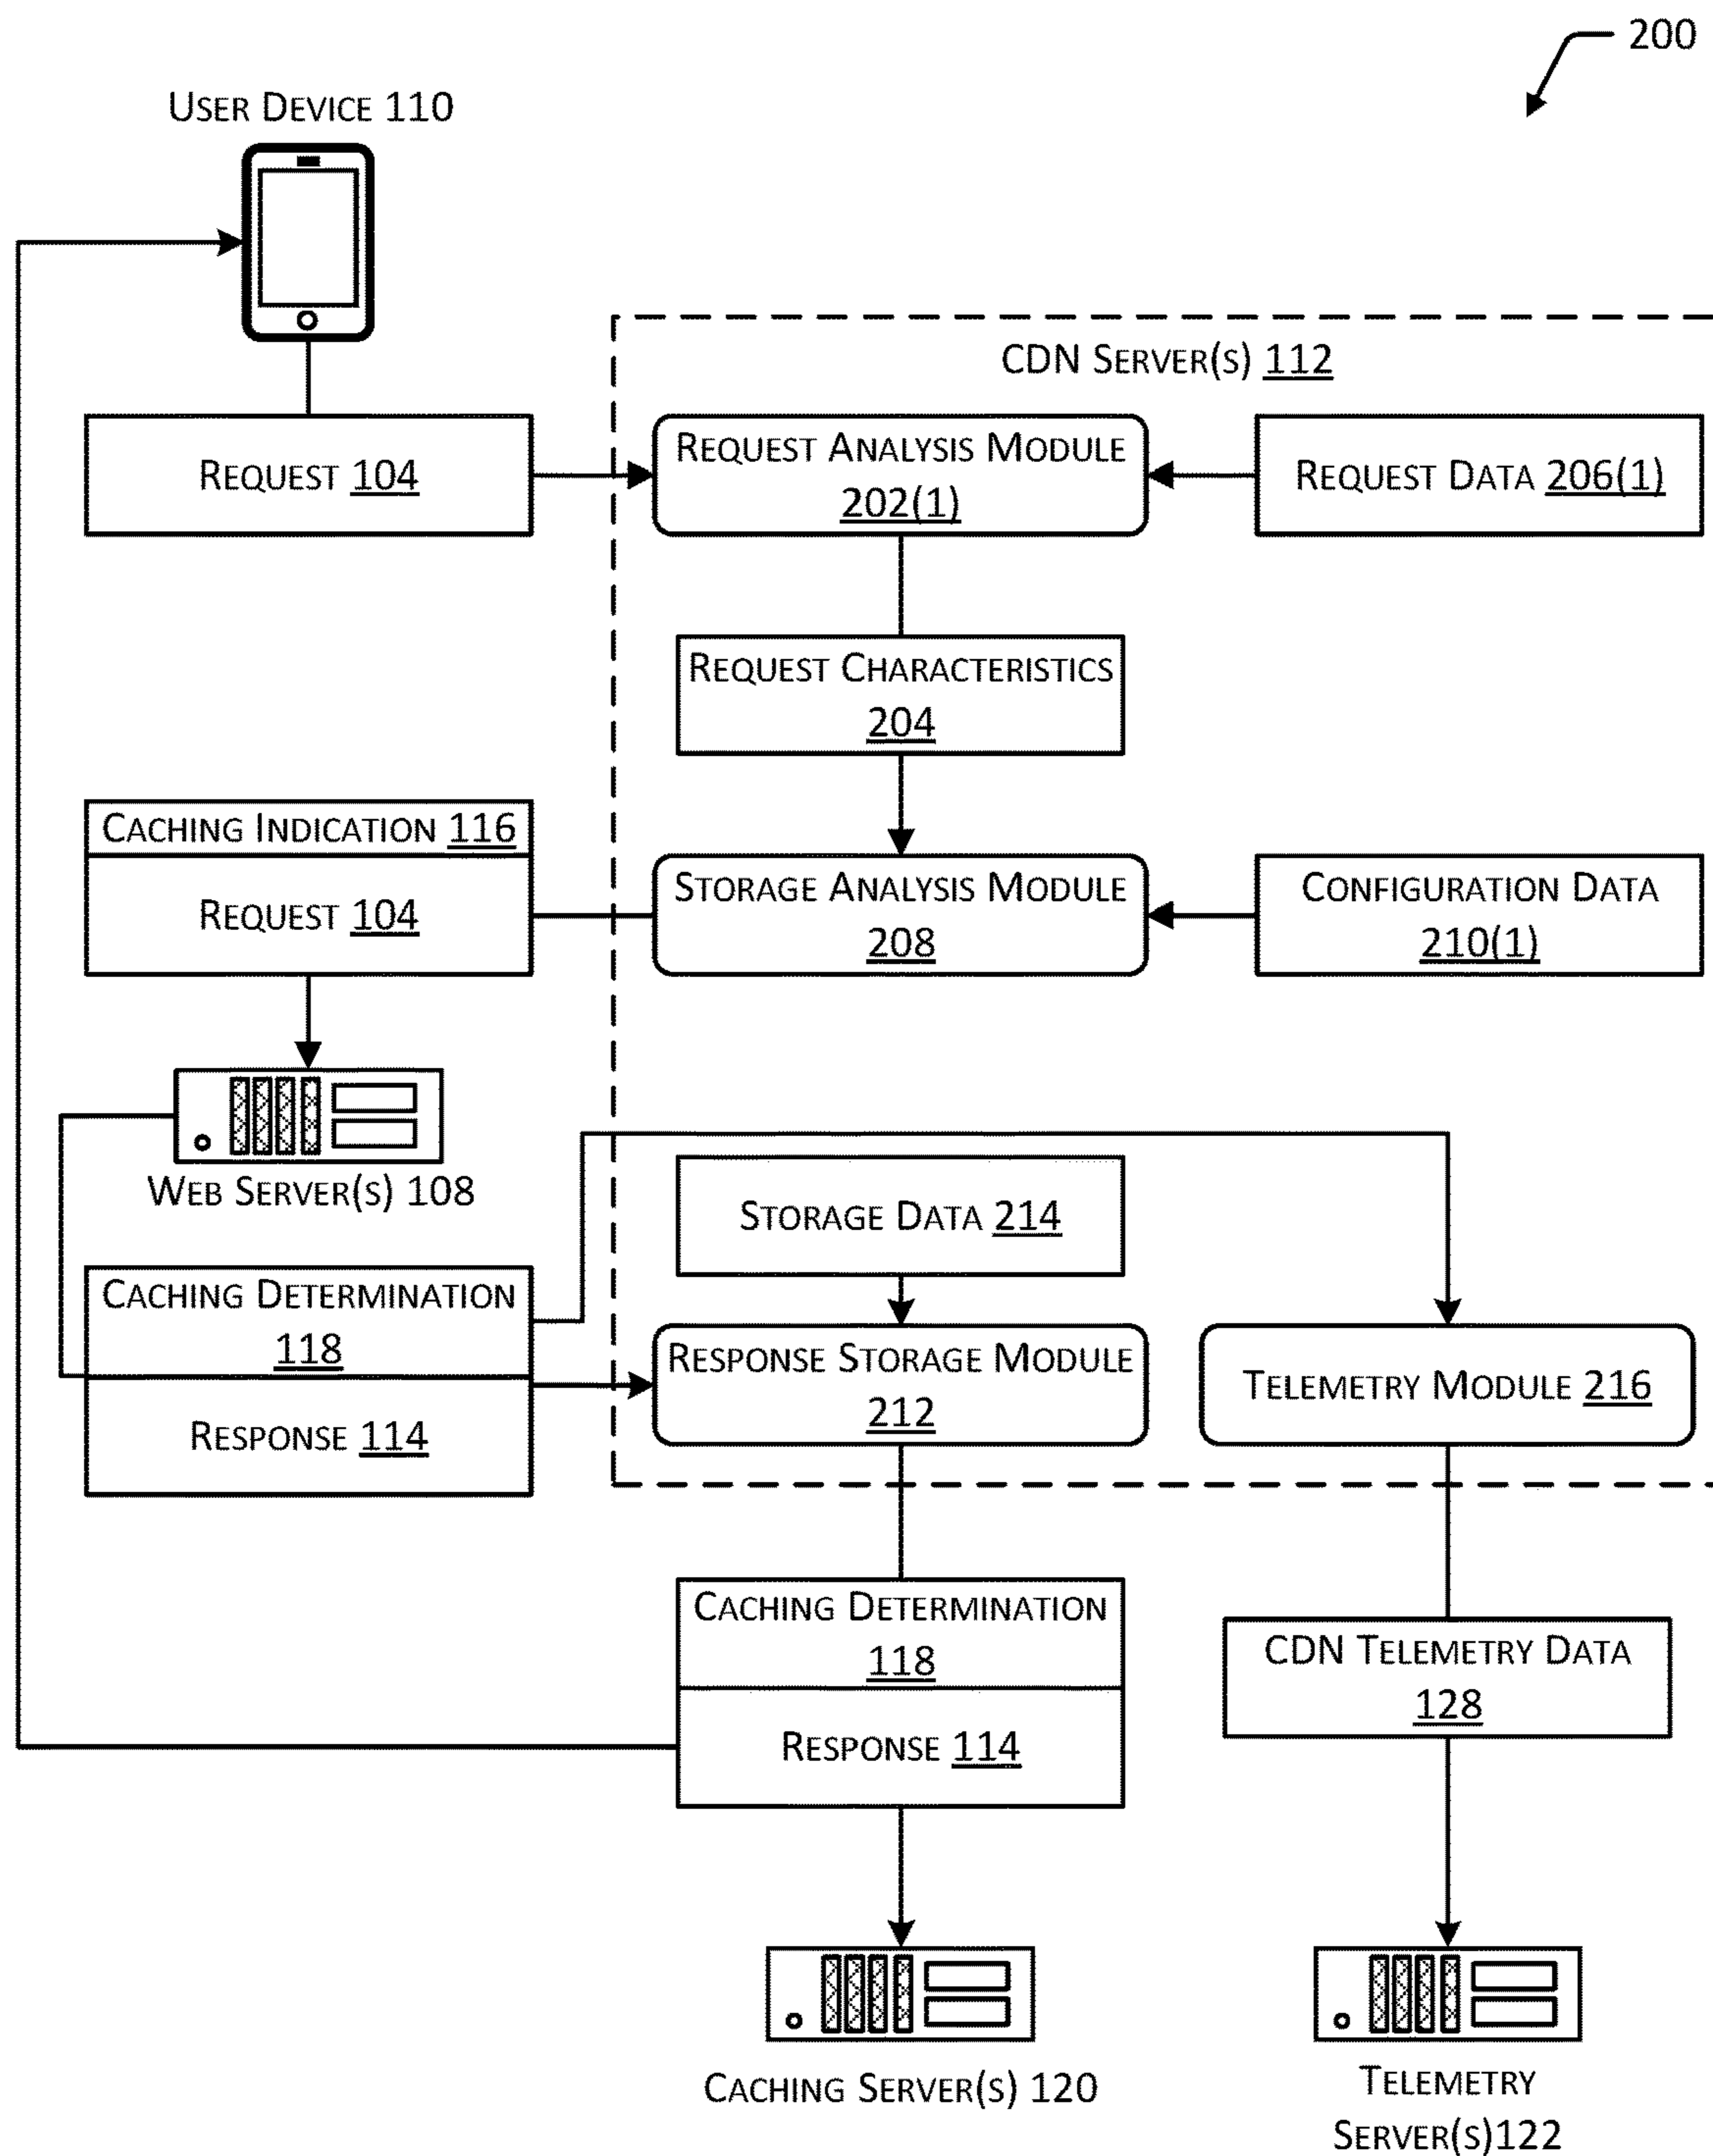 200
User Device 110
CDN Server(s) 112
Request 104
Request Analysis Module
202(1)
Request Data 206(1)
Request Characteristics
204
Caching Indication 116
Request 104
Storage Analysis Module
208
Configuration Data
210(1)
Web Server(s) 108
Storage Data 214
Caching Determination
118
Response 114
Response Storage Module
212
Telemetry Module 216
Caching Determination
118
Response 114
CDN Telemetry Data
128
Caching Server(s) 120
Telemetry
Server(s)122